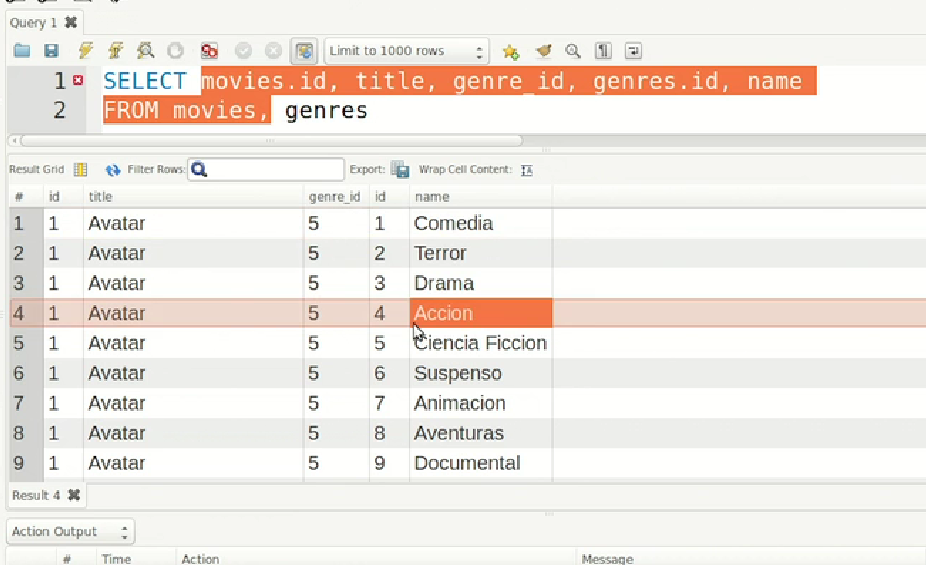 Query 1
Limit to 1000 rows
1 SELECT movies.id, title, genre_id, genres.id, name
2 FROM movies, genres
Result Grid Filter Rows: Export: Wrap Cell Content:
# id title genre_id id name
1 1 Avatar 5 1 Comedia
2 1 Avatar 5 2 Terror
3 1 Avatar 5 3 Drama
4 1 Avatar 5 4 Accion
5 1 Avatar 5 5 Ciencia Ficcion
6 1 Avatar 5 6 Suspenso
7 1 Avatar 5 7 Animacion
8 1 Avatar 5 8 Aventuras
9 1 Avatar 5 9 Documental
Result 4
Action Output
# Time Action Message